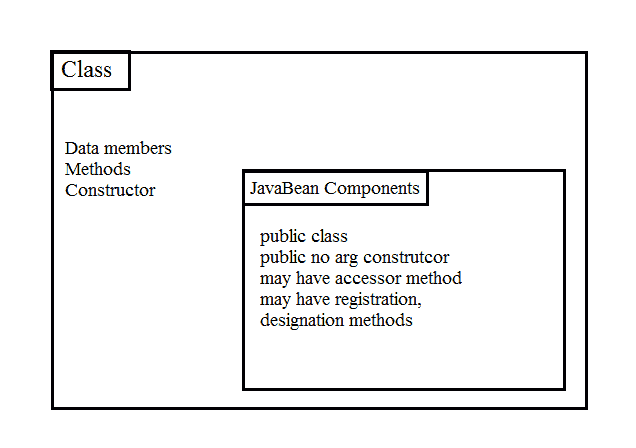 Class
Data members
Methods
Constructor
JavaBean Components
public class
public no arg construtcor
may have accessor method
may have registration,
designation methods